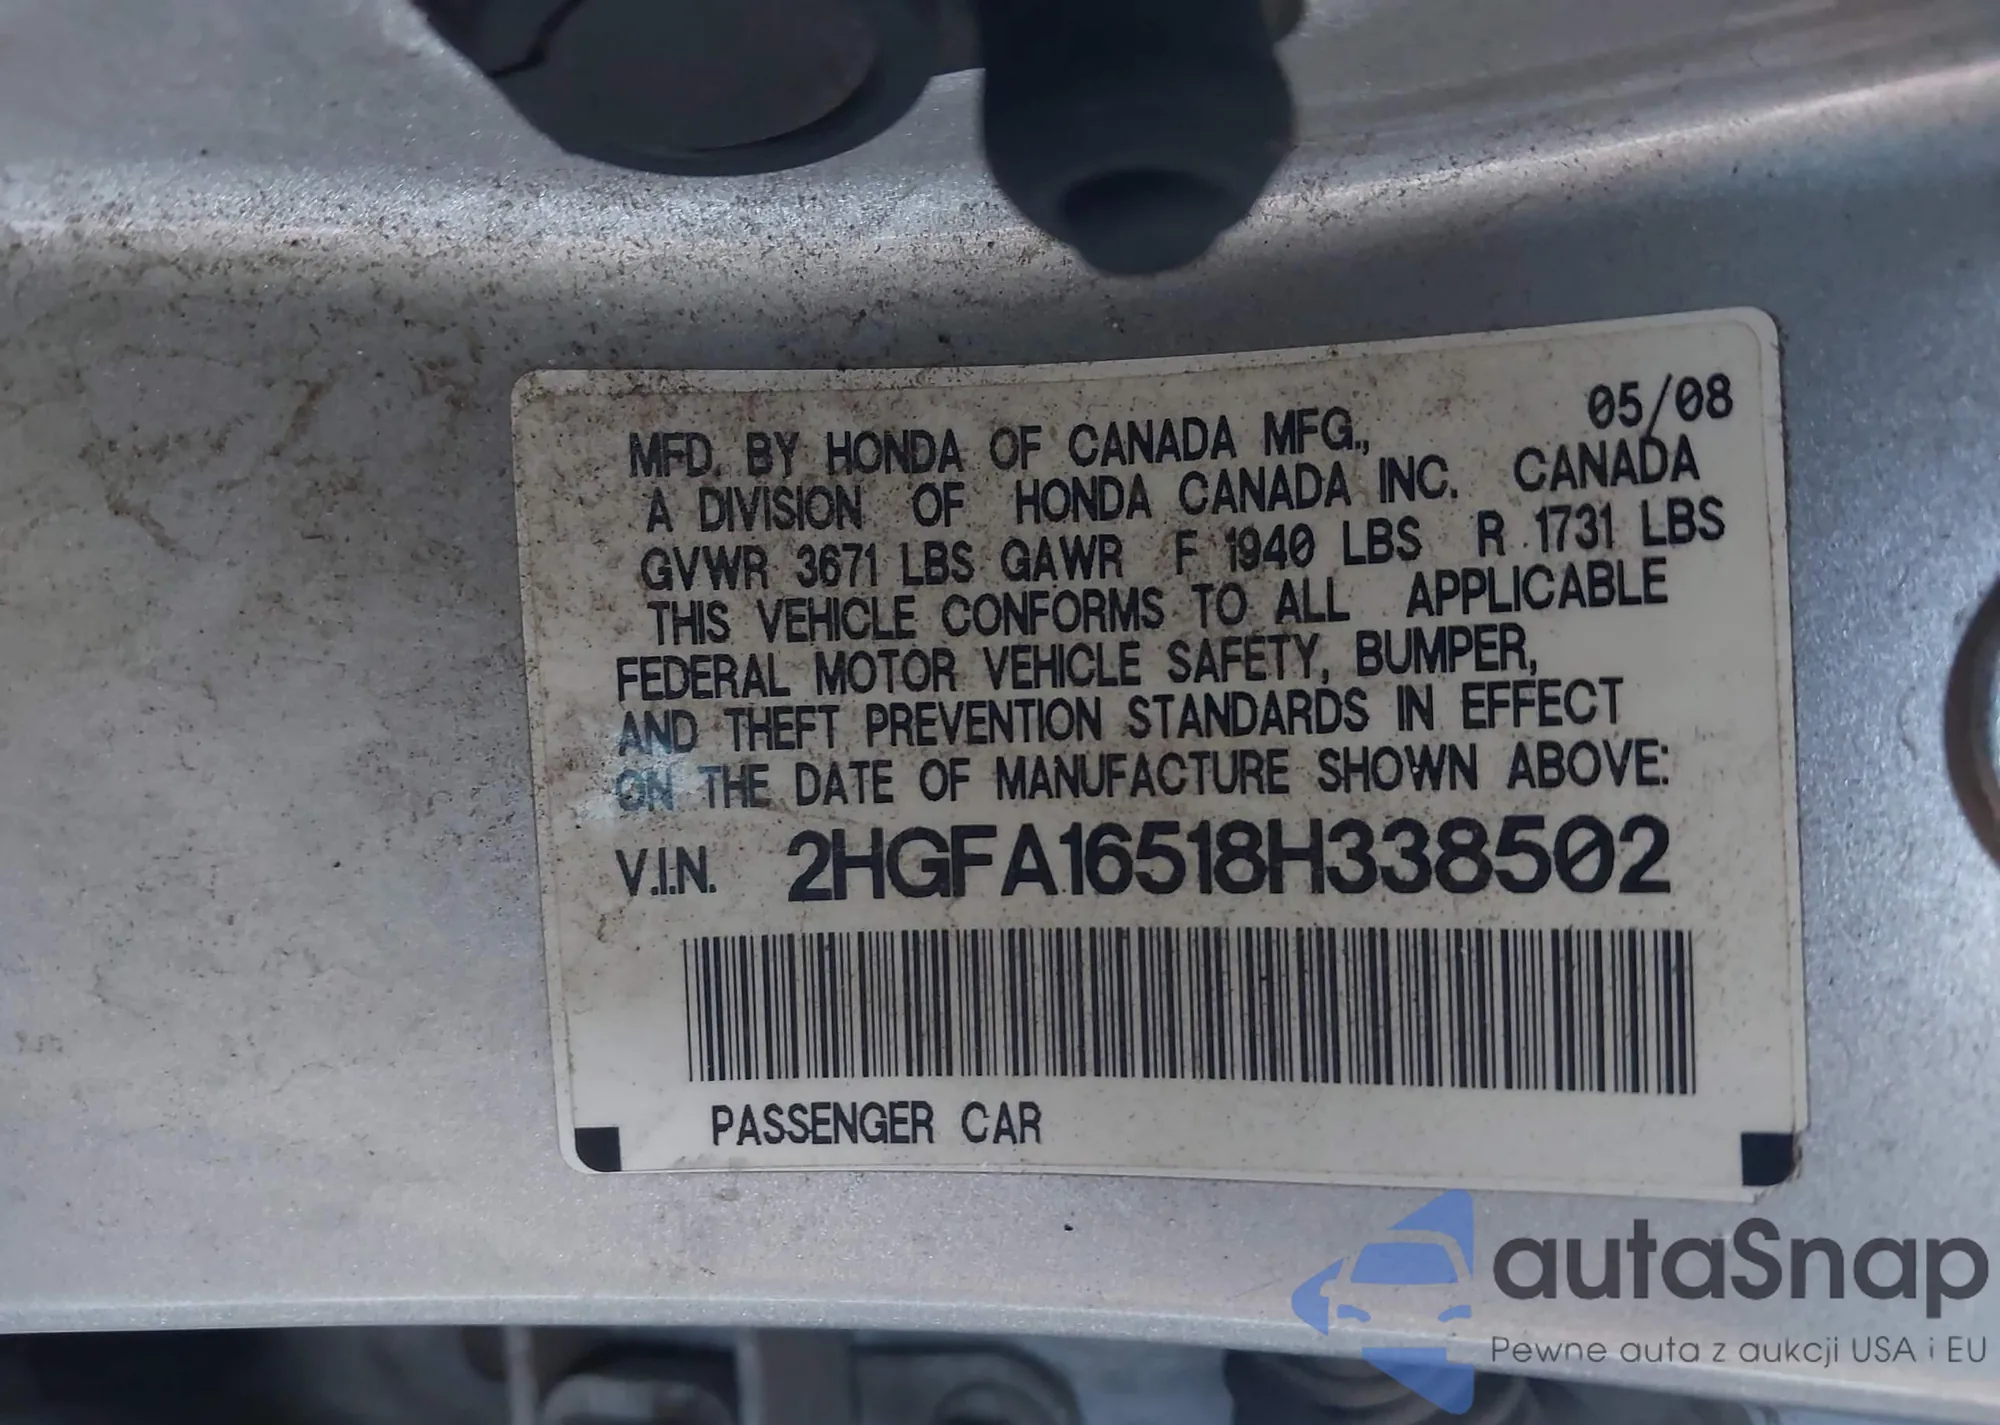 05/08
MFD. BY HONDA OF CANADA MFG.,
A DIVISION OF HONDA CANADA INC. CANADA
GVWR 3671 LBS GAWR F 1940 LBS R 1731 LBS
THIS VEHICLE CONFORMS TO ALL APPLICABLE
FEDERAL MOTOR VEHICLE SAFETY, BUMPER,
AND THEFT PREVENTION STANDARDS IN EFFECT
ON THE DATE OF MANUFACTURE SHOWN ABOVE:
V.I.N. 2HGFA16518H338502
PASSENGER CAR
autaSnap
Pewne auta z aukcji USA i EU